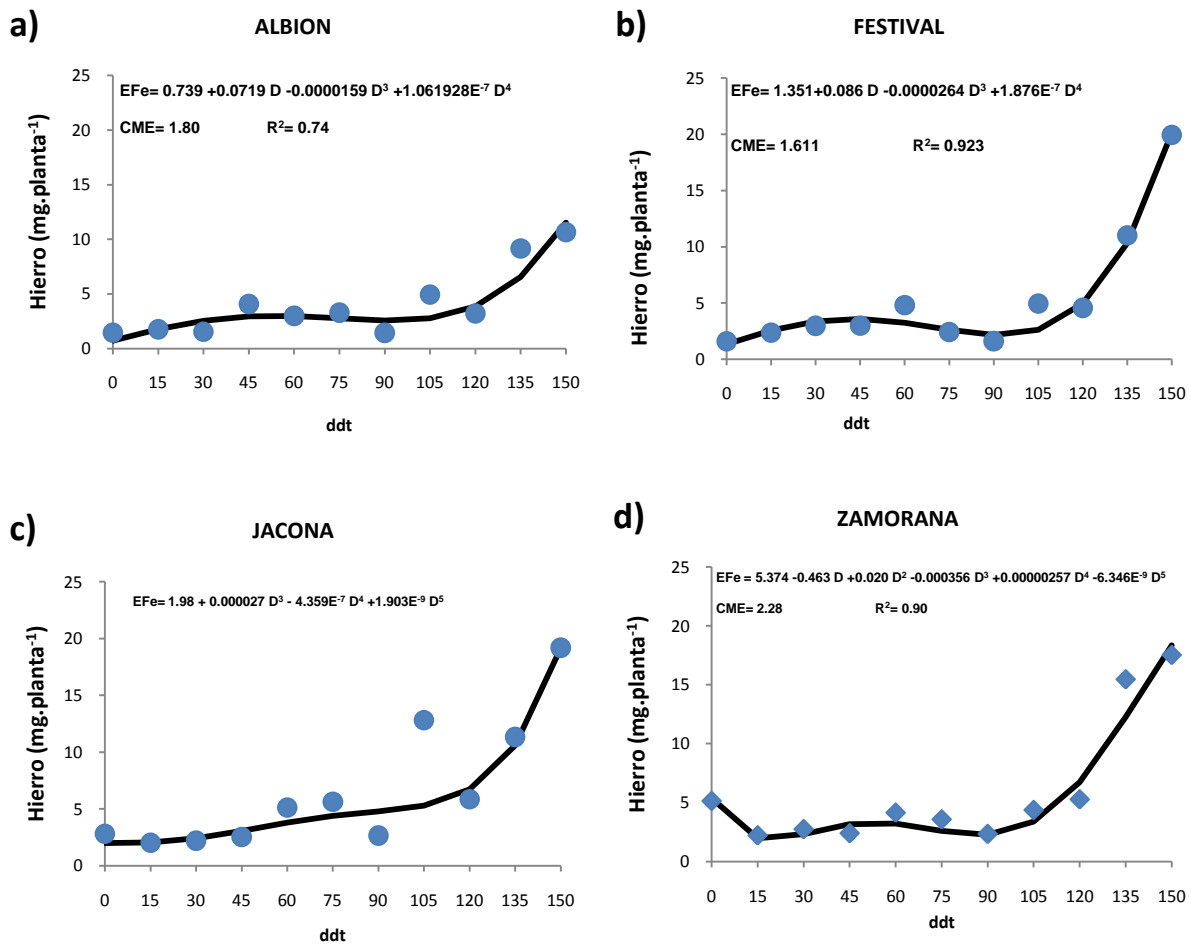 a)
ALBION
EFe= 0.739 +0.0719 D -0.0000159 D³ +1.061928E⁻⁷ D⁴
CME= 1.80 R²= 0.74
Hierro (mg.planta⁻¹)
25
20
15
10
5
0
0 15 30 45 60 75 90 105 120 135 150
ddt
b)
FESTIVAL
EFe= 1.351+0.086 D -0.0000264 D³ +1.876E⁻⁷ D⁴
CME= 1.611 R²= 0.923
Hierro (mg.planta⁻¹)
25
20
15
10
5
0
0 15 30 45 60 75 90 105 120 135 150
ddt
c)
JACONA
EFe= 1.98 + 0.000027 D³ - 4.359E⁻⁷ D⁴ +1.903E⁻⁹ D⁵
Hierro (mg.planta⁻¹)
25
20
15
10
5
0
0 15 30 45 60 75 90 105 120 135 150
ddt
d)
ZAMORANA
EFe = 5.374 -0.463 D +0.020 D² -0.000356 D³ +0.00000257 D⁴ -6.346E⁻⁹ D⁵
CME= 2.28 R²= 0.90
Hierro (mg.planta⁻¹)
25
20
15
10
5
0
0 15 30 45 60 75 90 105 120 135 150
ddt